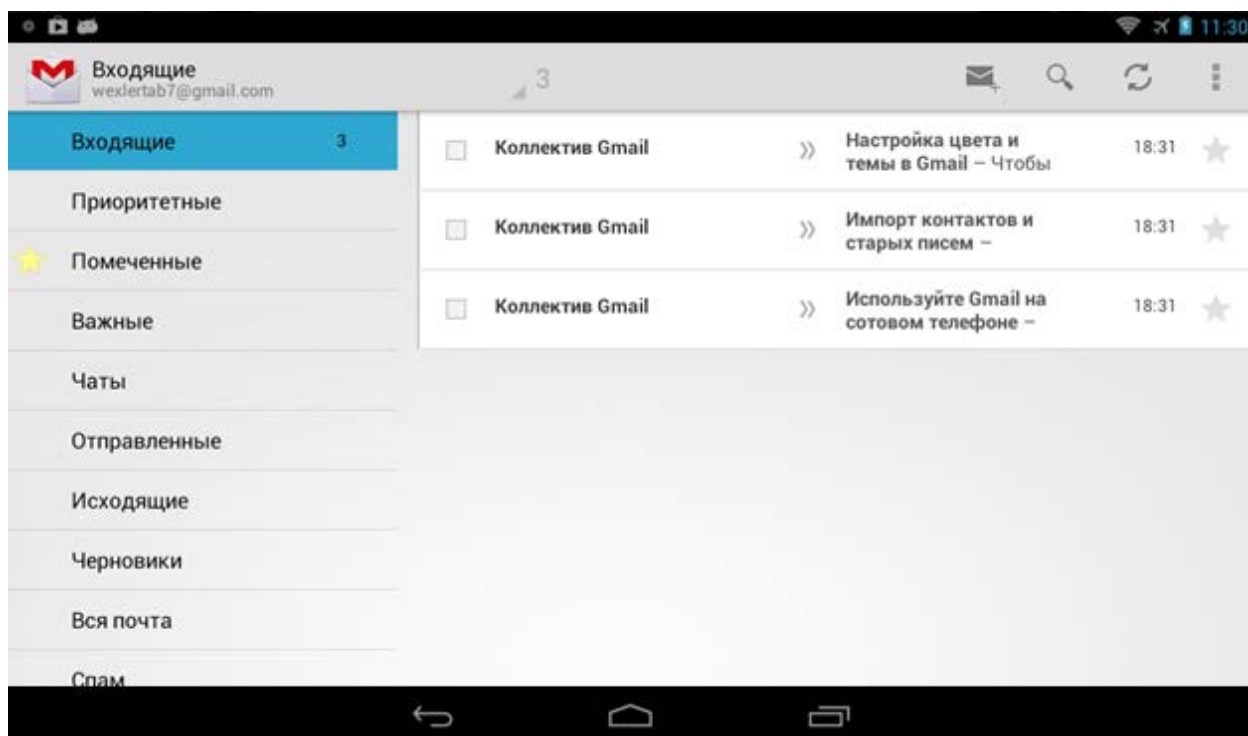 11:30
Входящие
wexlertab7@gmail.com
3
Входящие 3
Приоритетные
Помеченные
Важные
Чаты
Отправленные
Исходящие
Черновики
Вся почта
Спам
Коллектив Gmail
Настройка цвета и
темы в Gmail – Чтобы
18:31
Коллектив Gmail
Импорт контактов и
старых писем –
18:31
Коллектив Gmail
Используйте Gmail на
сотовом телефоне –
18:31